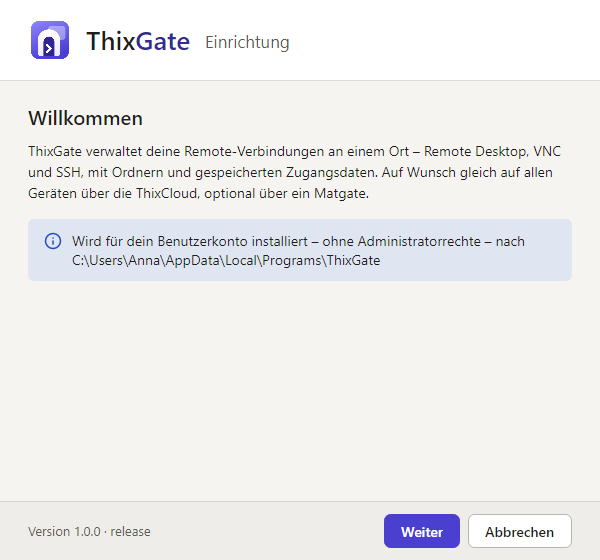 ThixGate Einrichtung
Willkommen
ThixGate verwaltet deine Remote-Verbindungen an einem Ort – Remote Desktop, VNC
und SSH, mit Ordnern und gespeicherten Zugangsdaten. Auf Wunsch gleich auf allen
Geräten über die ThixCloud, optional über ein Matgate.
Wird für dein Benutzerkonto installiert – ohne Administratorrechte – nach
C:\Users\Anna\AppData\Local\Programs\ThixGate
Version 1.0.0 · release
Weiter
Abbrechen